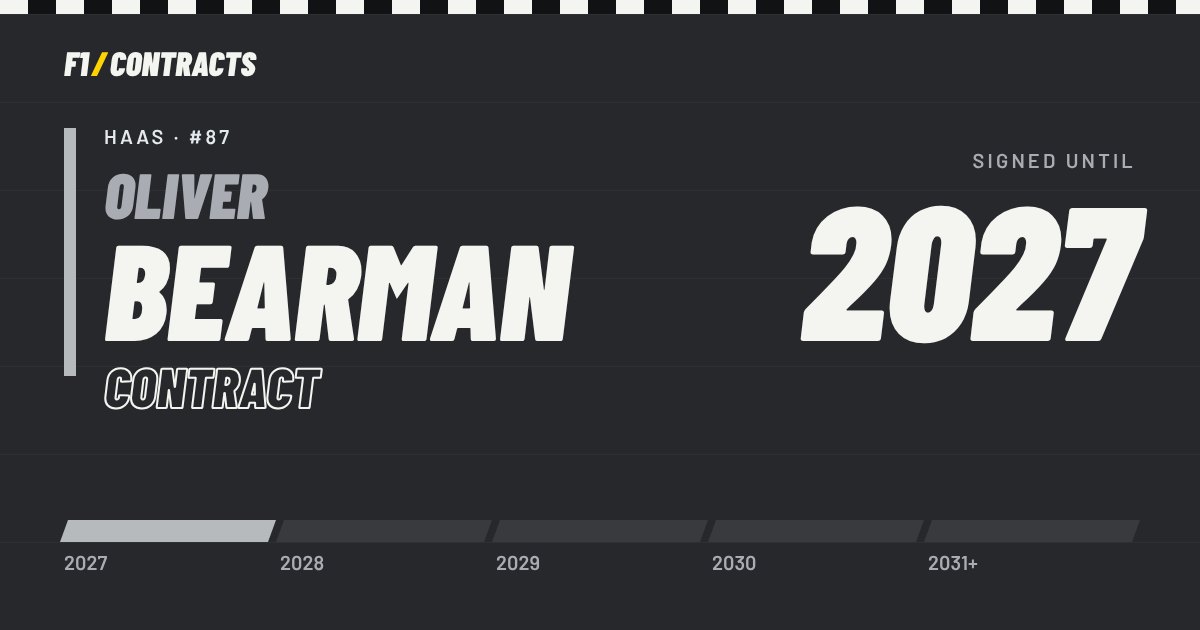 F1/CONTRACTS
HAAS · #87
OLIVER
BEARMAN
CONTRACT
SIGNED UNTIL
2027
2027 2028 2029 2030 2031+